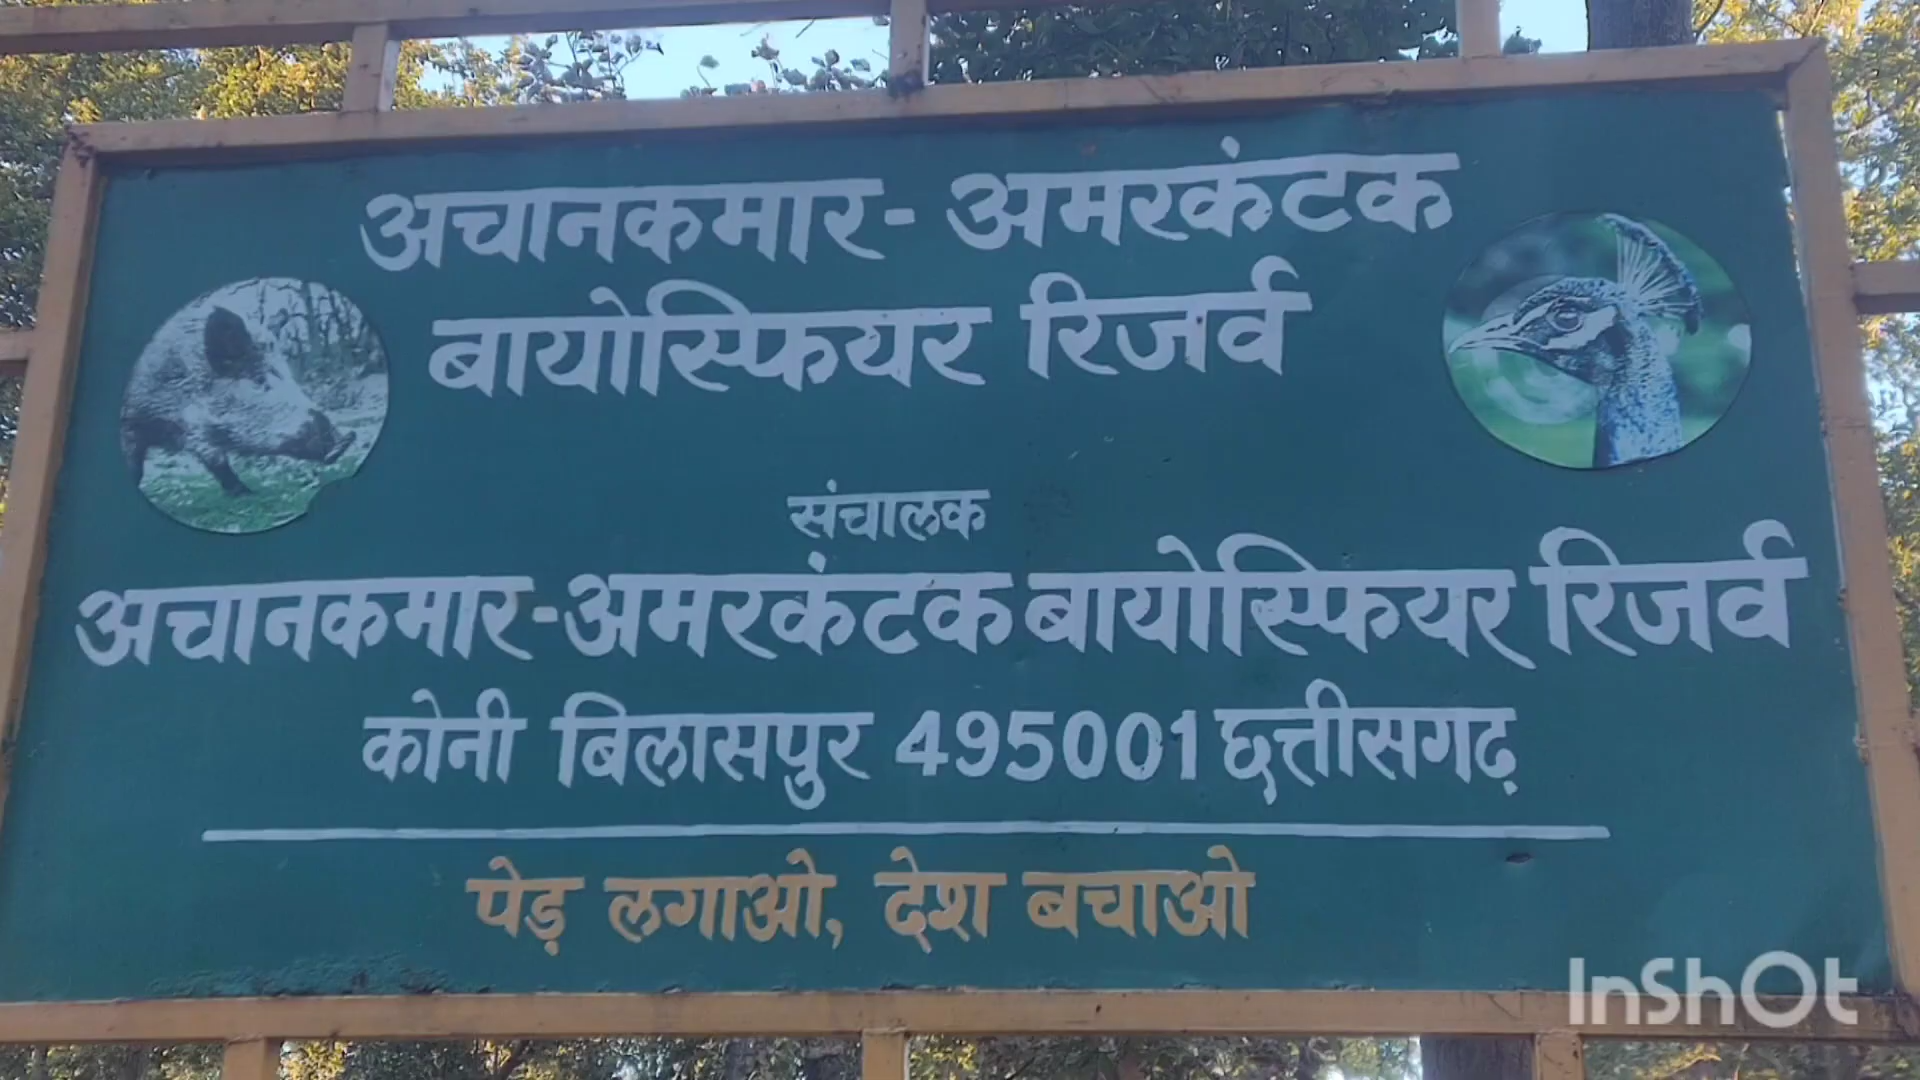 अचानकमार- अमरकंटक
बायोस्फियर रिजर्व
संचालक
अचानकमार-अमरकंटक बायोस्फियर रिजर्व
कोनी बिलासपुर 495001 छत्तीसगढ़
पेड़ लगाओ, देश बचाओ
InShOt